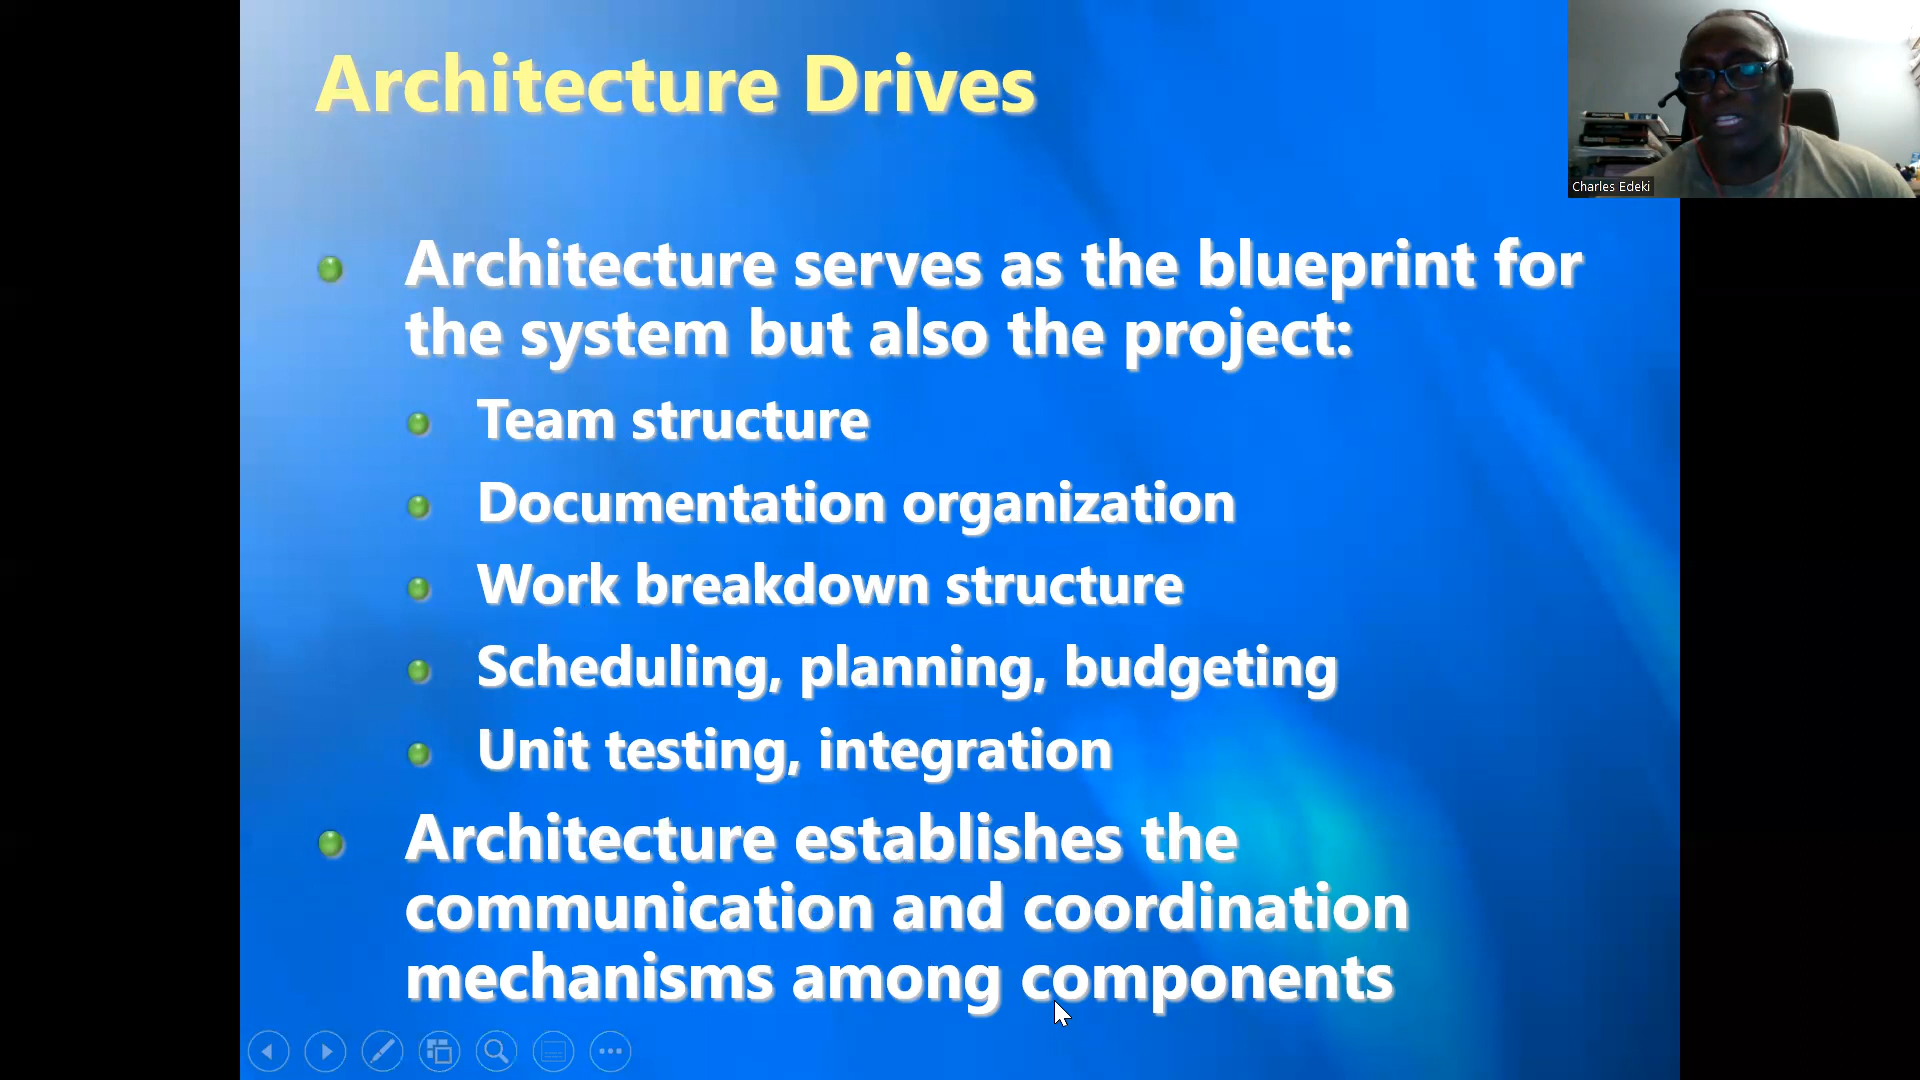 Architecture Drives
Charles Edeki
Architecture serves as the blueprint for
the system but also the project:
Team structure
Documentation organization
Work breakdown structure
Scheduling, planning, budgeting
Unit testing, integration
Architecture establishes the
communication and coordination
mechanisms among components